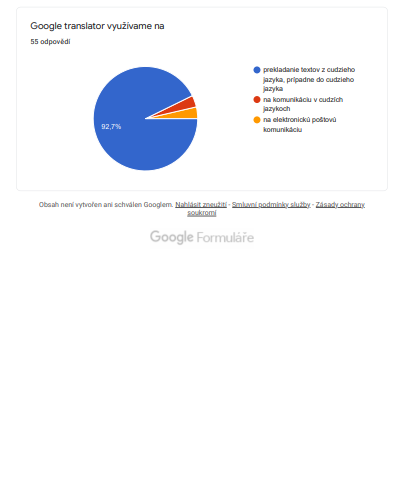 Google translator využívame na
55 odpovědí
92,7%
prekladanie textov z cudzieho
jazyka, prípadne do cudzieho
jazyka
na komunikáciu v cudzích
jazykoch
na elektronickú poštovú
komunikáciu
Obsah není vytvořen ani schválen Googlem. Nahlásit zneužití - Smluvní podmínky služby - Zásady ochrany
soukromí
Google Formuláře